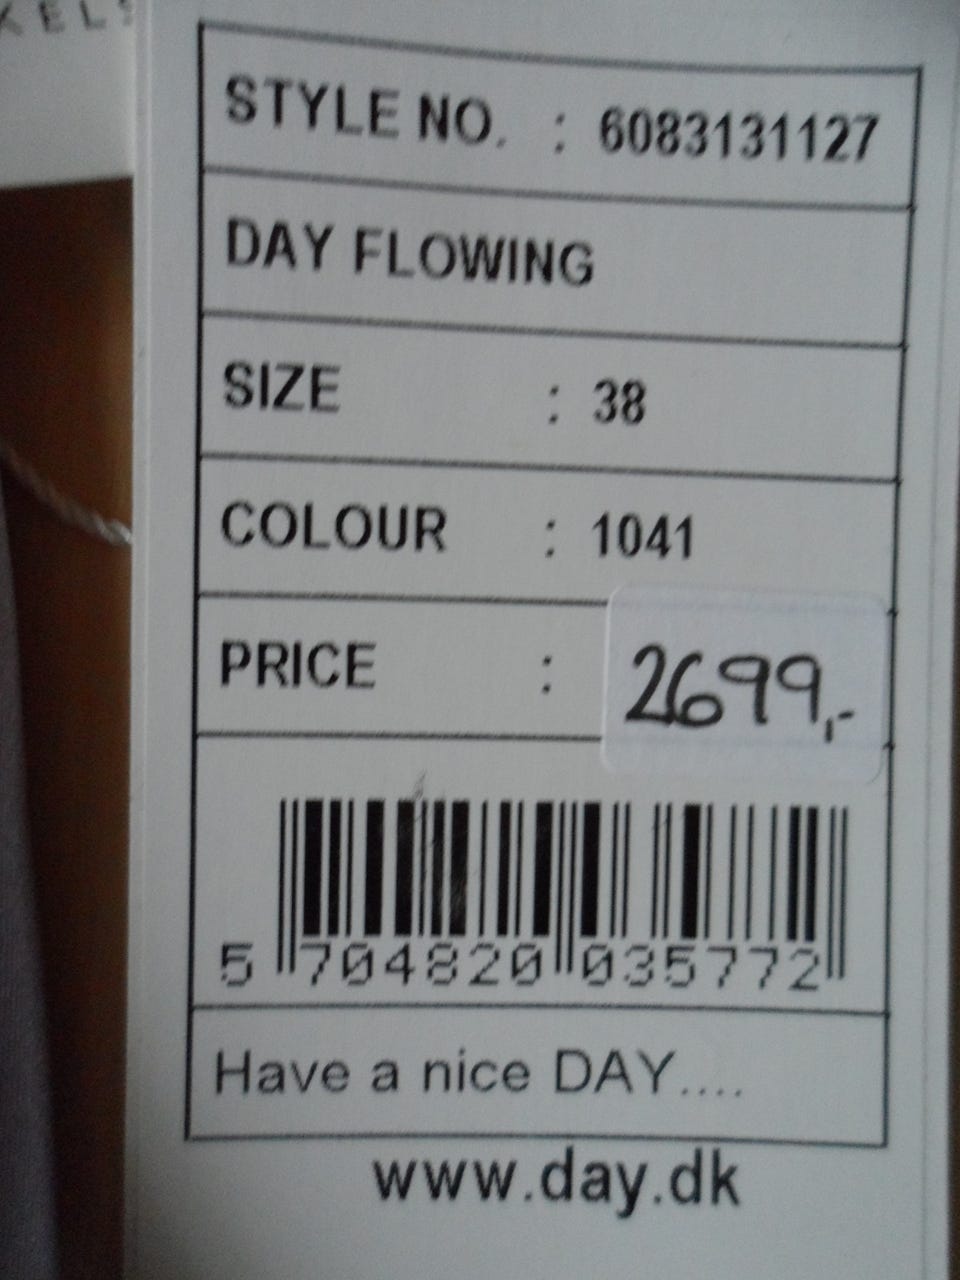 STYLE NO. : 6083131127
DAY FLOWING
SIZE : 38
COLOUR : 1041
PRICE : 2699,-
5 704820 035772
Have a nice DAY....
www.day.dk